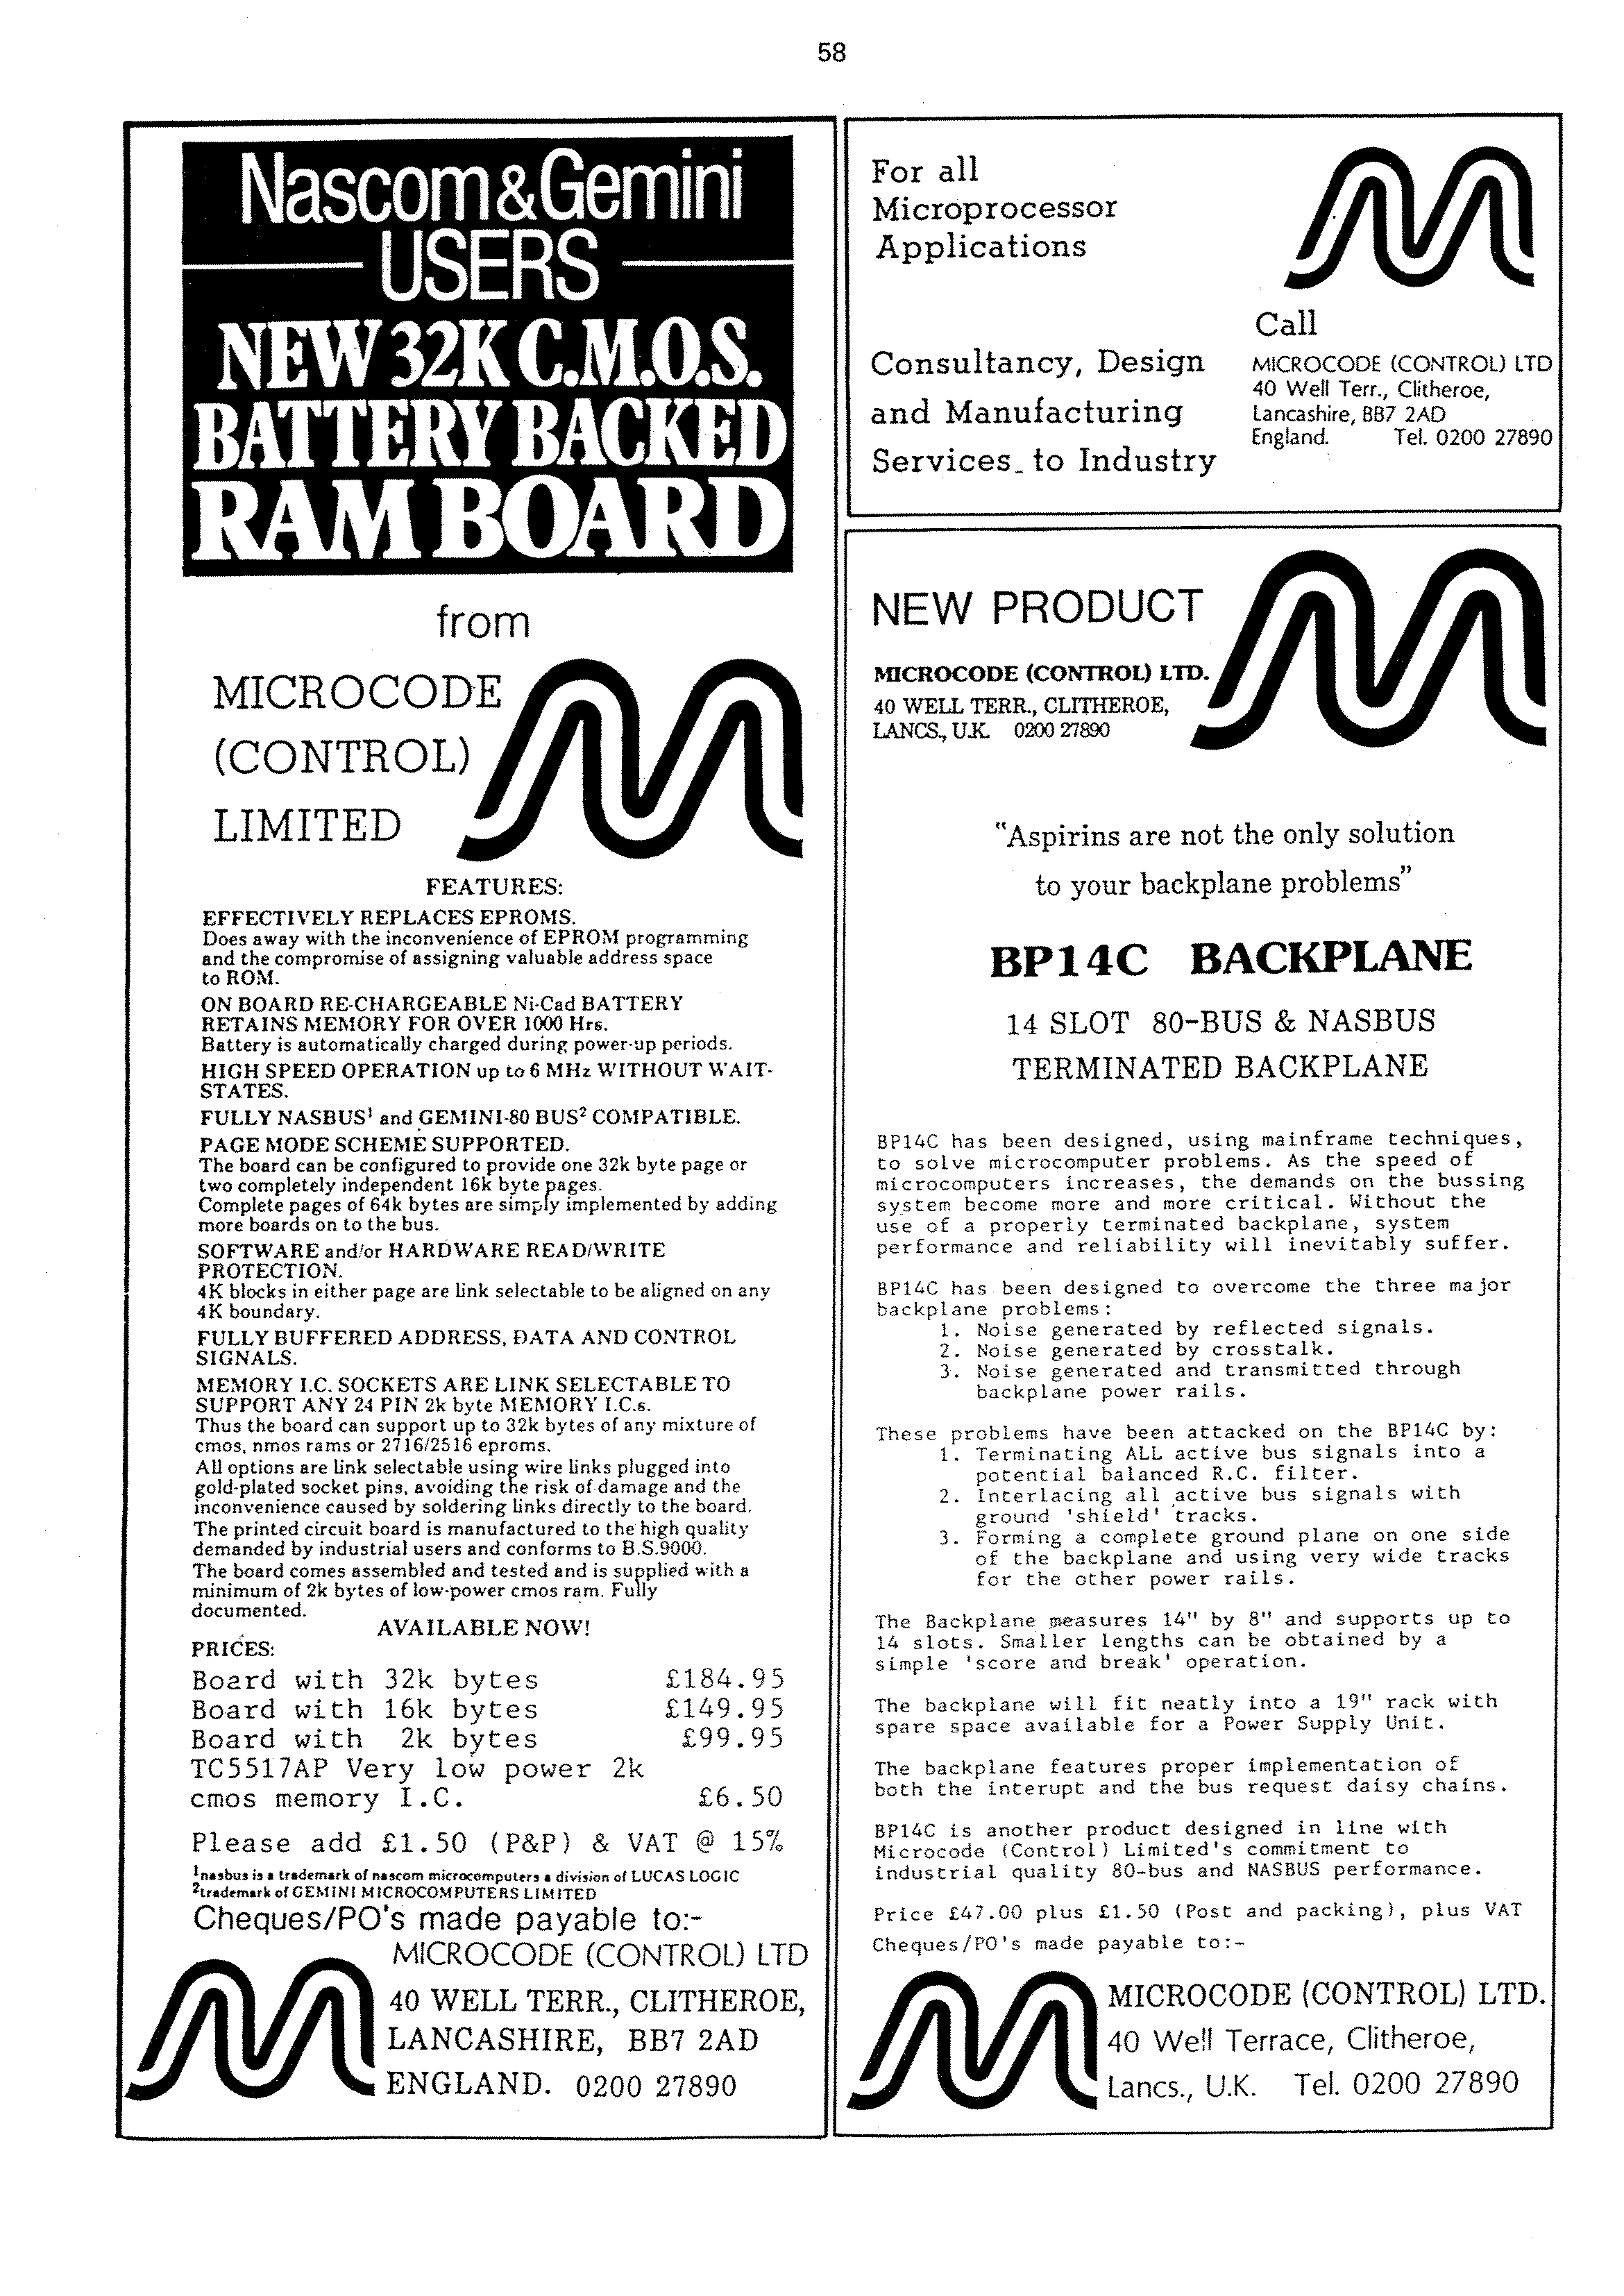 58
Nascom & Gemini
USERS
NEW 32K C.M.O.S.
BATTERY BACKED
RAM BOARD
from
MICROCODE
(CONTROL)
LIMITED
FEATURES:
EFFECTIVELY REPLACES EPROMS.
Does away with the inconvenience of EPROM programming
and the compromise of assigning valuable address space
to ROM.
ON BOARD RE-CHARGEABLE Ni-Cad BATTERY
RETAINS MEMORY FOR OVER 1000 Hrs.
Battery is automatically charged during power-up periods.
HIGH SPEED OPERATION up to 6 MHz WITHOUT WAIT-
STATES.
FULLY NASBUS¹ and GEMINI-80 BUS² COMPATIBLE.
PAGE MODE SCHEME SUPPORTED.
The board can be configured to provide one 32k byte page or
two completely independent 16k byte pages.
Complete pages of 64k bytes are simply implemented by adding
more boards on to the bus.
SOFTWARE and/or HARDWARE READ/WRITE
PROTECTION.
4K blocks in either page are link selectable to be aligned on any
4K boundary.
FULLY BUFFERED ADDRESS, DATA AND CONTROL
SIGNALS.
MEMORY I.C. SOCKETS ARE LINK SELECTABLE TO
SUPPORT ANY 24 PIN 2k byte MEMORY I.C.s.
Thus the board can support up to 32k bytes of any mixture of
cmos, nmos rams or 2716/2516 eproms.
All options are link selectable using wire links plugged into
gold-plated socket pins, avoiding the risk of damage and the
inconvenience caused by soldering links directly to the board.
The printed circuit board is manufactured to the high quality
demanded by industrial users and conforms to B.S.9000.
The board comes assembled and tested and is supplied with a
minimum of 2k bytes of low-power cmos ram. Fully
documented.
AVAILABLE NOW!
PRICES:
Board with 32k bytes £184.95
Board with 16k bytes £149.95
Board with 2k bytes £99.95
TC5517AP Very low power 2k
cmos memory I.C. £6.50
Please add £1.50 (P&P) & VAT @ 15%
¹nasbus is a trademark of nascom microcomputers a division of LUCAS LOGIC
²trademark of GEMINI MICROCOMPUTERS LIMITED
Cheques/PO's made payable to:-
MICROCODE (CONTROL) LTD
40 WELL TERR., CLITHEROE,
LANCASHIRE, BB7 2AD
ENGLAND. 0200 27890
For all
Microprocessor
Applications
Consultancy, Design
and Manufacturing
Services to Industry
Call
MICROCODE (CONTROL) LTD
40 Well Terr., Clitheroe,
Lancashire, BB7 2AD
England. Tel. 0200 27890
NEW PRODUCT
MICROCODE (CONTROL) LTD.
40 WELL TERR., CLITHEROE,
LANCS., U.K. 0200 27890
"Aspirins are not the only solution
to your backplane problems"
BP14C BACKPLANE
14 SLOT 80-BUS & NASBUS
TERMINATED BACKPLANE
BP14C has been designed, using mainframe techniques,
to solve microcomputer problems. As the speed of
microcomputers increases, the demands on the bussing
system become more and more critical. Without the
use of a properly terminated backplane, system
performance and reliability will inevitably suffer.
BP14C has been designed to overcome the three major
backplane problems:
1. Noise generated by reflected signals.
2. Noise generated by crosstalk.
3. Noise generated and transmitted through
backplane power rails.
These problems have been attacked on the BP14C by:
1. Terminating ALL active bus signals into a
potential balanced R.C. filter.
2. Interlacing all active bus signals with
ground 'shield' tracks.
3. Forming a complete ground plane on one side
of the backplane and using very wide tracks
for the other power rails.
The Backplane measures 14" by 8" and supports up to
14 slots. Smaller lengths can be obtained by a
simple 'score and break' operation.
The backplane will fit neatly into a 19" rack with
spare space available for a Power Supply Unit.
The backplane features proper implementation of
both the interupt and the bus request daisy chains.
BP14C is another product designed in line with
Microcode (Control) Limited's commitment to
industrial quality 80-bus and NASBUS performance.
Price £47.00 plus £1.50 (Post and packing), plus VAT
Cheques/PO's made payable to:-
MICROCODE (CONTROL) LTD.
40 Well Terrace, Clitheroe,
Lancs., U.K. Tel. 0200 27890